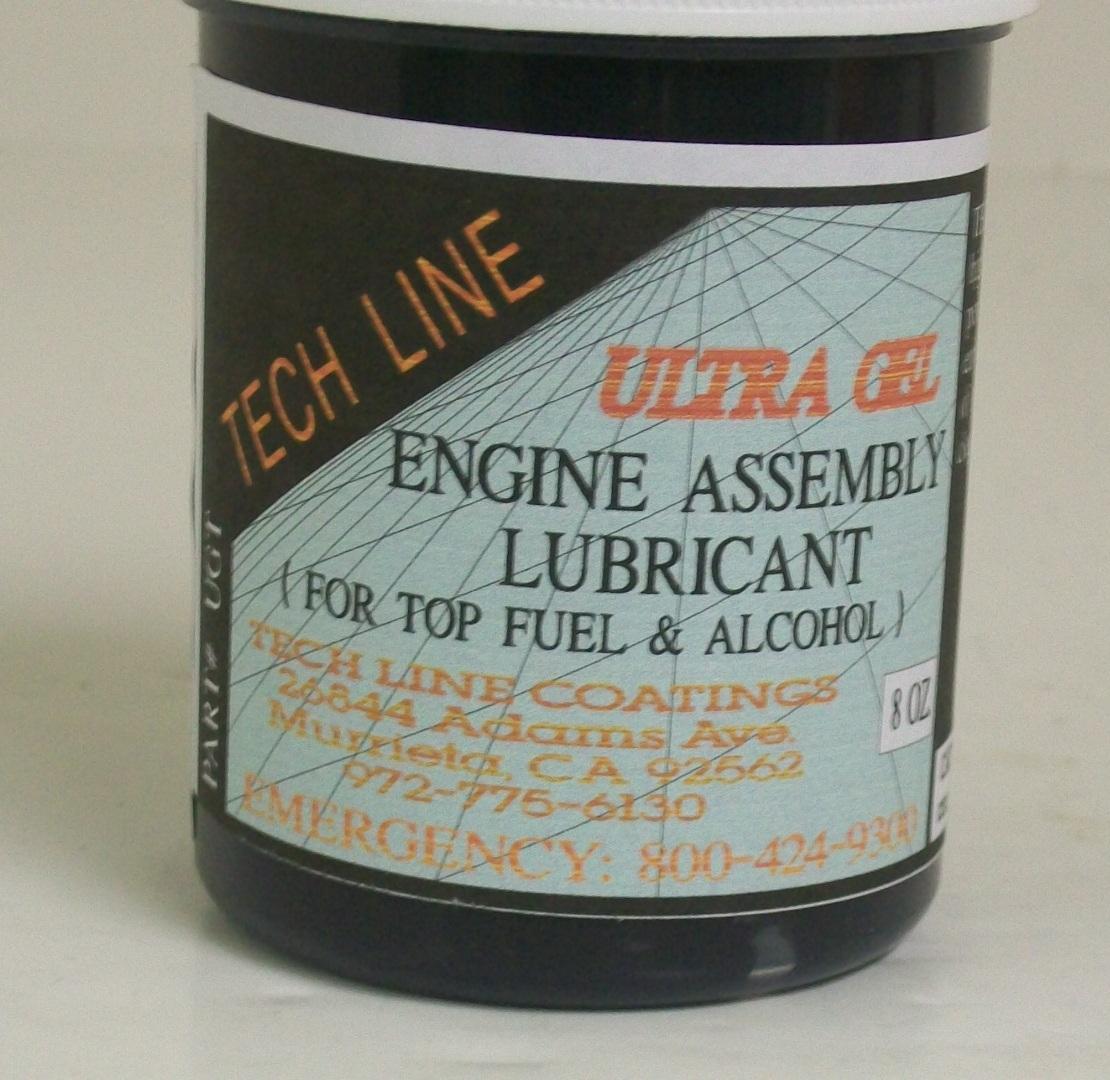 TECH LINE
ULTRA GEL
ENGINE ASSEMBLY
LUBRICANT
( FOR TOP FUEL & ALCOHOL )
TECH LINE COATINGS
26844 Adams Ave.
Murrieta, CA 92562
972-775-6130
EMERGENCY: 800-424-9300
8 OZ
PART# UGT